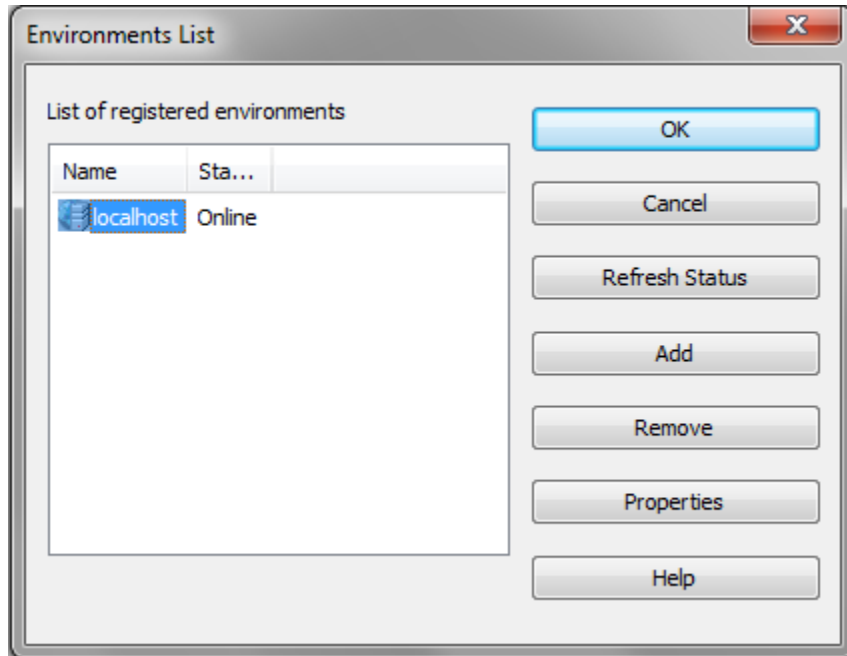 Environments List
List of registered environments
Name Sta...
localhost Online
OK
Cancel
Refresh Status
Add
Remove
Properties
Help